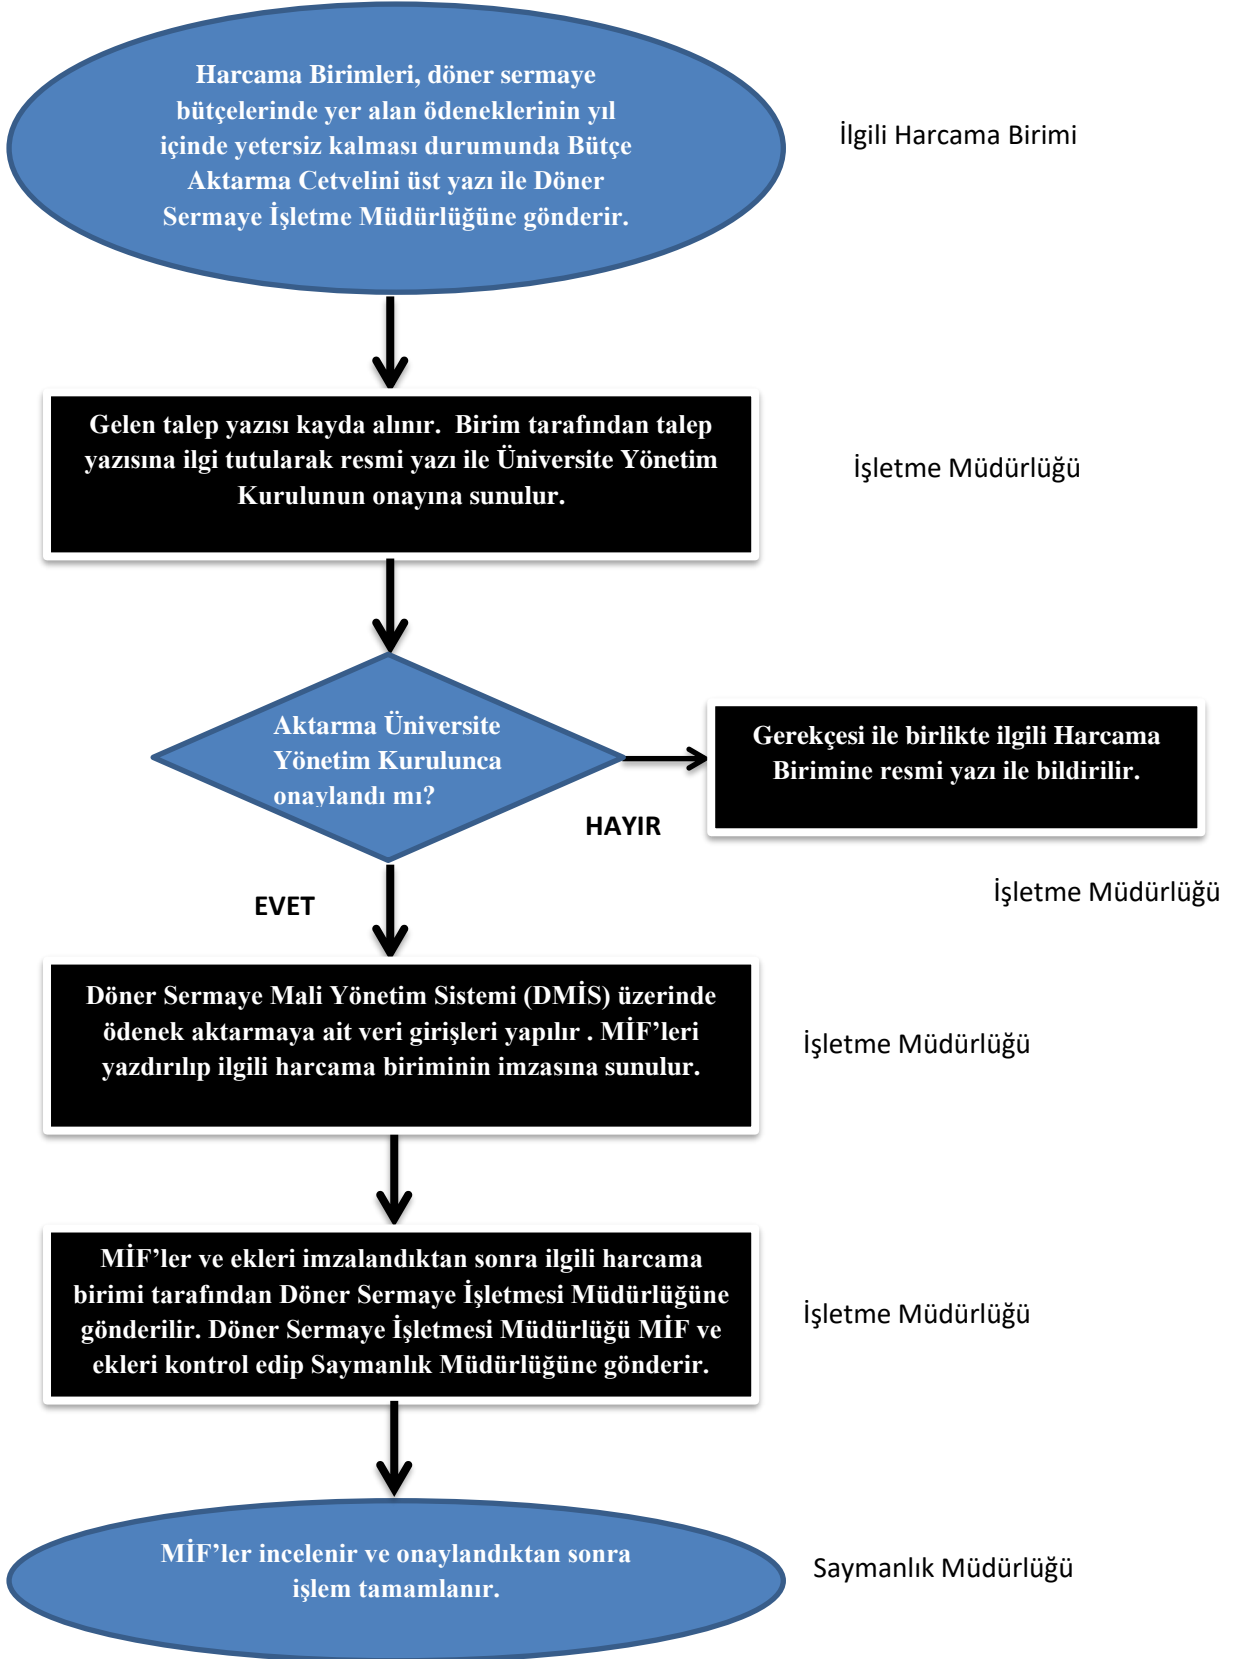 Harcama Birimleri, döner sermaye
bütçelerinde yer alan ödeneklerinin yıl
içinde yetersiz kalması durumunda Bütçe
Aktarma Cetvelini üst yazı ile Döner
Sermaye İşletme Müdürlüğüne gönderir.
İlgili Harcama Birimi
Gelen talep yazısı kayda alınır.  Birim tarafından talep
yazısına ilgi tutularak resmi yazı ile Üniversite Yönetim
Kurulunun onayına sunulur.
İşletme Müdürlüğü
Aktarma Üniversite
Yönetim Kurulunca
onaylandı mı?
HAYIR
Gerekçesi ile birlikte ilgili Harcama
Birimine resmi yazı ile bildirilir.
İşletme Müdürlüğü
EVET
Döner Sermaye Mali Yönetim Sistemi (DMİS) üzerinde
ödenek aktarmaya ait veri girişleri yapılır . MİF’leri
yazdırılıp ilgili harcama biriminin imzasına sunulur.
İşletme Müdürlüğü
MİF’ler ve ekleri imzalandıktan sonra ilgili harcama
birimi tarafından Döner Sermaye İşletmesi Müdürlüğüne
gönderilir. Döner Sermaye İşletmesi Müdürlüğü MİF ve
ekleri kontrol edip Saymanlık Müdürlüğüne gönderir.
İşletme Müdürlüğü
MİF’ler incelenir ve onaylandıktan sonra
işlem tamamlanır.
Saymanlık Müdürlüğü